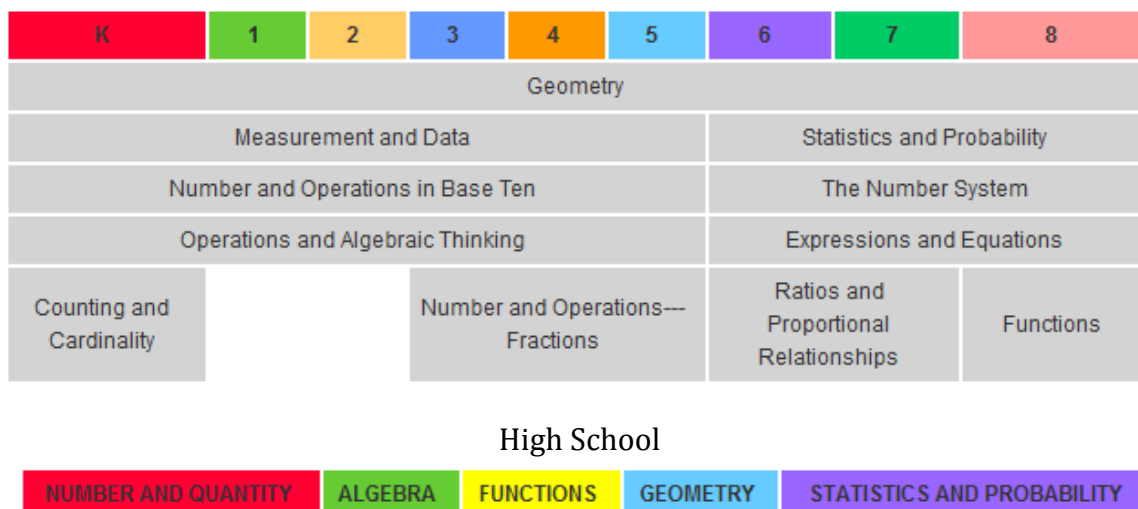 K 1 2 3 4 5 6 7 8
Geometry
Measurement and Data Statistics and Probability
Number and Operations in Base Ten The Number System
Operations and Algebraic Thinking Expressions and Equations
Counting and
Cardinality
Number and Operations---
Fractions
Ratios and
Proportional
Relationships
Functions
High School
NUMBER AND QUANTITY ALGEBRA FUNCTIONS GEOMETRY STATISTICS AND PROBABILITY